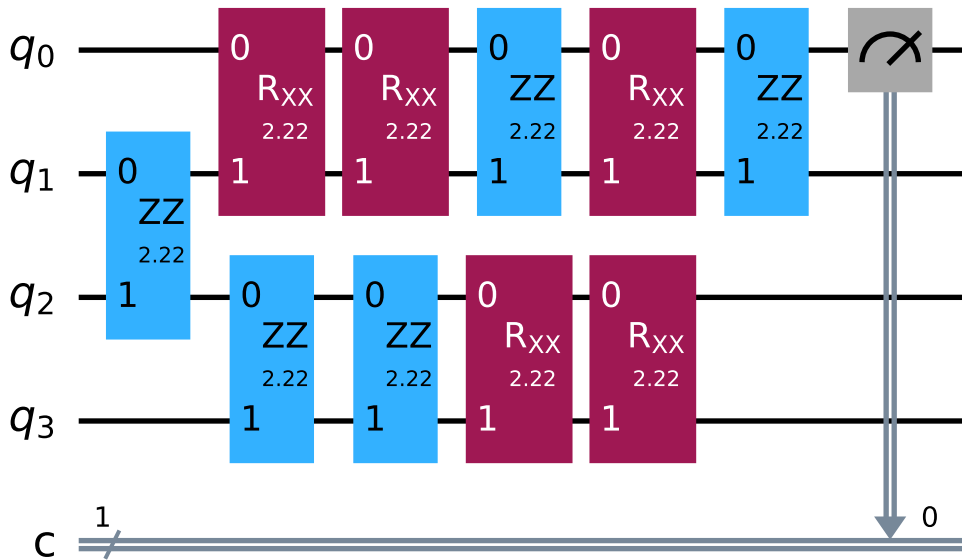 q0
0 0 0 0 0
RXX RXX ZZ RXX ZZ
2.22 2.22 2.22 2.22 2.22
q1
0 1 1 1 1 1
ZZ
2.22
q2
1 0 0 0 0
ZZ ZZ RXX RXX
2.22 2.22 2.22 2.22
q3
1 1 1 1
1 0
c